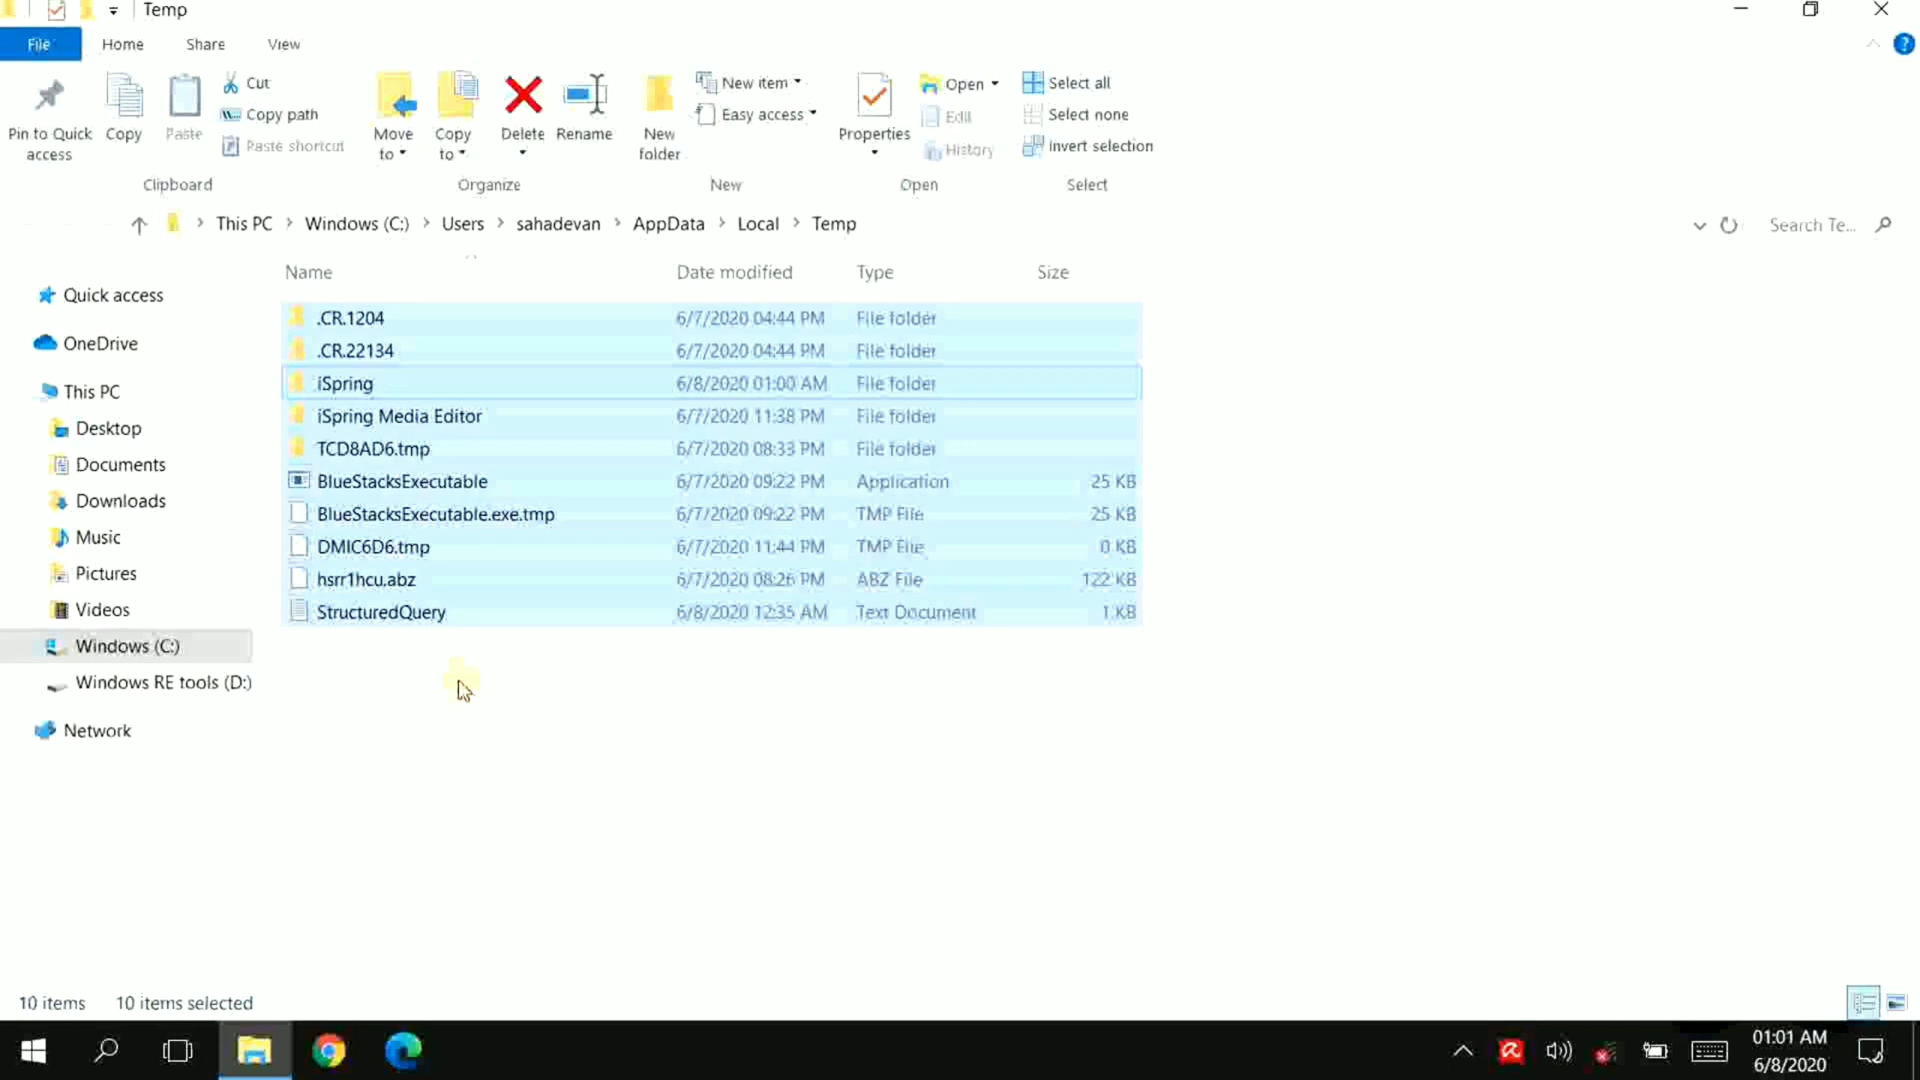 Temp
File Home Share View
Pin to Quick access
Copy
Paste
Cut
Copy path
Paste shortcut
Clipboard
Move to
Copy to
Delete
Rename
Organize
New folder
New item
Easy access
New
Properties
Open
Edit
History
Open
Select all
Select none
Invert selection
Select
This PC Windows (C:) Users sahadevan AppData Local Temp
Search Te...
Name Date modified Type Size
Quick access
OneDrive
This PC
Desktop
Documents
Downloads
Music
Pictures
Videos
Windows (C:)
Windows RE tools (D:)
Network
.CR.1204 6/7/2020 04:44 PM File folder
.CR.22134 6/7/2020 04:44 PM File folder
iSpring 6/8/2020 01:00 AM File folder
iSpring Media Editor 6/7/2020 11:38 PM File folder
TCD8AD6.tmp 6/7/2020 08:33 PM File folder
BlueStacksExecutable 6/7/2020 09:22 PM Application 25 KB
BlueStacksExecutable.exe.tmp 6/7/2020 09:22 PM TMP File 25 KB
DMIC6D6.tmp 6/7/2020 11:44 PM TMP File 0 KB
hsrr1hcu.abz 6/7/2020 08:26 PM ABZ File 122 KB
StructuredQuery 6/8/2020 12:35 AM Text Document 1 KB
10 items 10 items selected
01:01 AM
6/8/2020